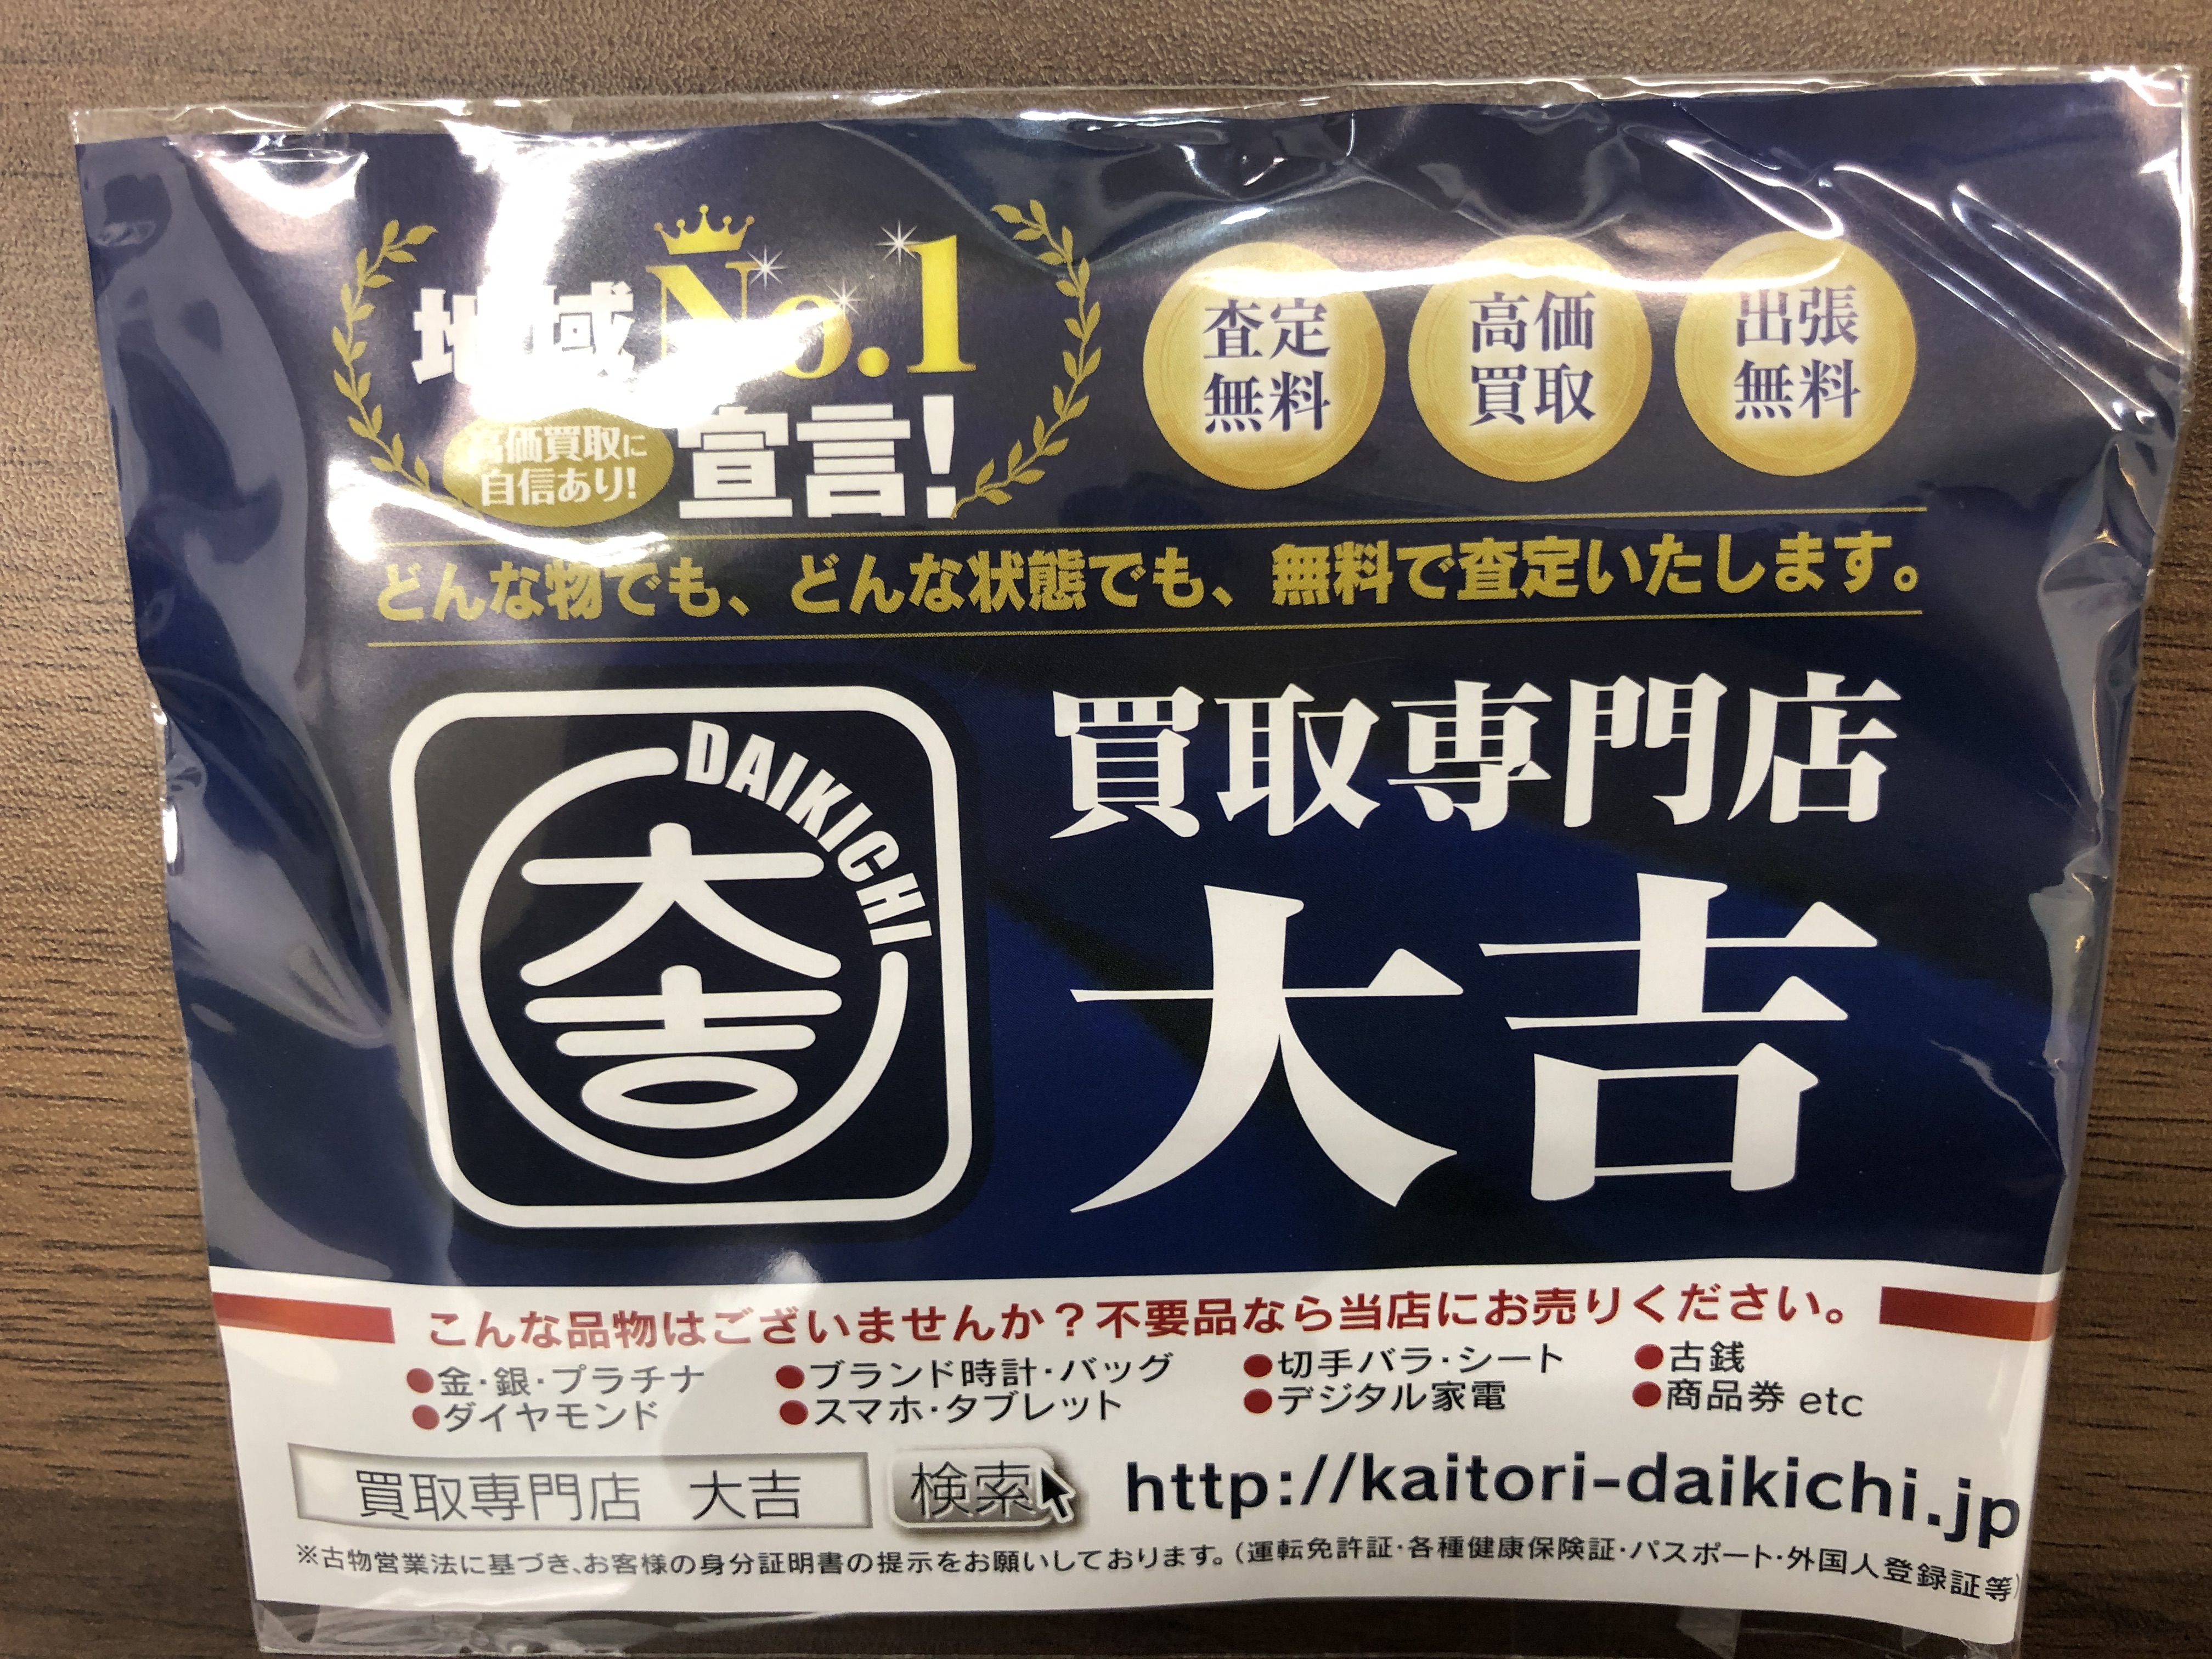 地域No.1
高価買取に
自信あり!
宣言!
査定
無料
高価
買取
出張
無料
どんな物でも、どんな状態でも、無料で査定いたします。
DAIKICHI
大吉
買取専門店
大吉
こんな品物はございませんか?不要品なら当店にお売りください。
●金・銀・プラチナ ●ブランド時計・バッグ ●切手バラ・シート ●古銭
●ダイヤモンド ●スマホ・タブレット ●デジタル家電 ●商品券 etc
買取専門店 大吉 検索 http://kaitori-daikichi.jp
※古物営業法に基づき、お客様の身分証明書の提示をお願いしております。(運転免許証・各種健康保険証・パスポート・外国人登録証等)